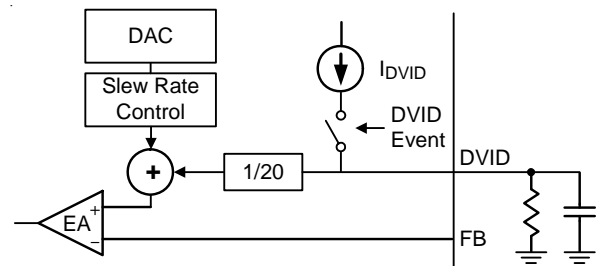 DAC
Slew Rate
Control
I_DVID
DVID
Event
DVID
1/20
+
EA
+
−
FB